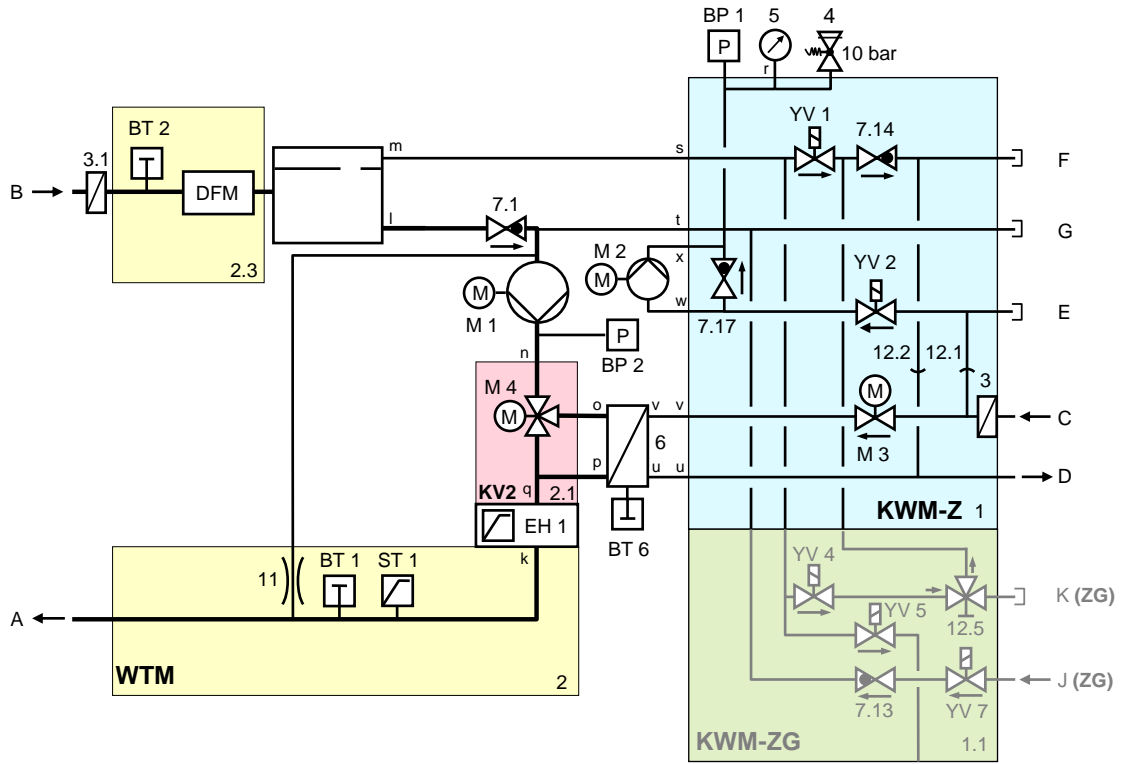 BP 1
5
4
P
r
10 bar
YV 1
7.14
BT 2
3.1
m
s
F
B
DFM
7.1
l
t
G
M 2
x
YV 2
2.3
M
M
w
E
M 1
7.17
P
n
BP 2
12.2
12.1
3
M 4
M
M
o
v
v
C
6
M 3
p
u
u
D
KV2
q
2.1
KWM-Z
1
EH 1
BT 6
k
YV 4
11
BT 1
ST 1
K (ZG)
YV 5
12.5
A
WTM
2
J (ZG)
7.13
YV 7
KWM-ZG
1.1